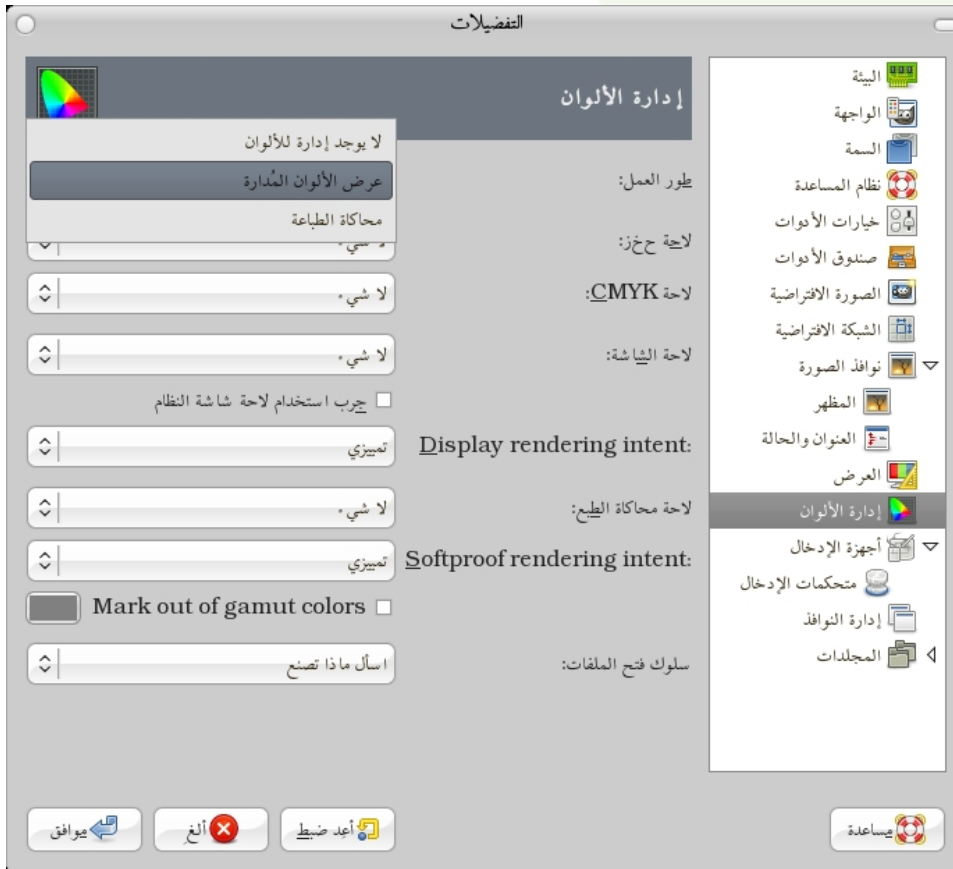 التفضيلات
البيئة
الواجهة
السمة
نظام المساعدة
خيارات الأدوات
صندوق الأدوات
الصورة الافتراضية
الشبكة الافتراضية
نوافذ الصورة
المظهر
العنوان والحالة
العرض
إدارة الألوان
أجهزة الإدخال
متحكمات الإدخال
إدارة النوافذ
المجلدات
إدارة الألوان
لا يوجد إدارة للألوان
طور العمل:
عرض الألوان المُدارة
محاكاة الطباعة
لاحة حخز:
لا شيء
لاحة CMYK:
لا شيء
لاحة الشاشة:
لا شيء
جرب استخدام لاحة شاشة النظام
Display rendering intent:
تمييزي
لاحة محاكاة الطبع:
لا شيء
Softproof rendering intent:
تمييزي
Mark out of gamut colors
سلوك فتح الملفات:
اسأل ماذا تصنع
مساعدة
أعِد ضبط
ألغِ
موافق